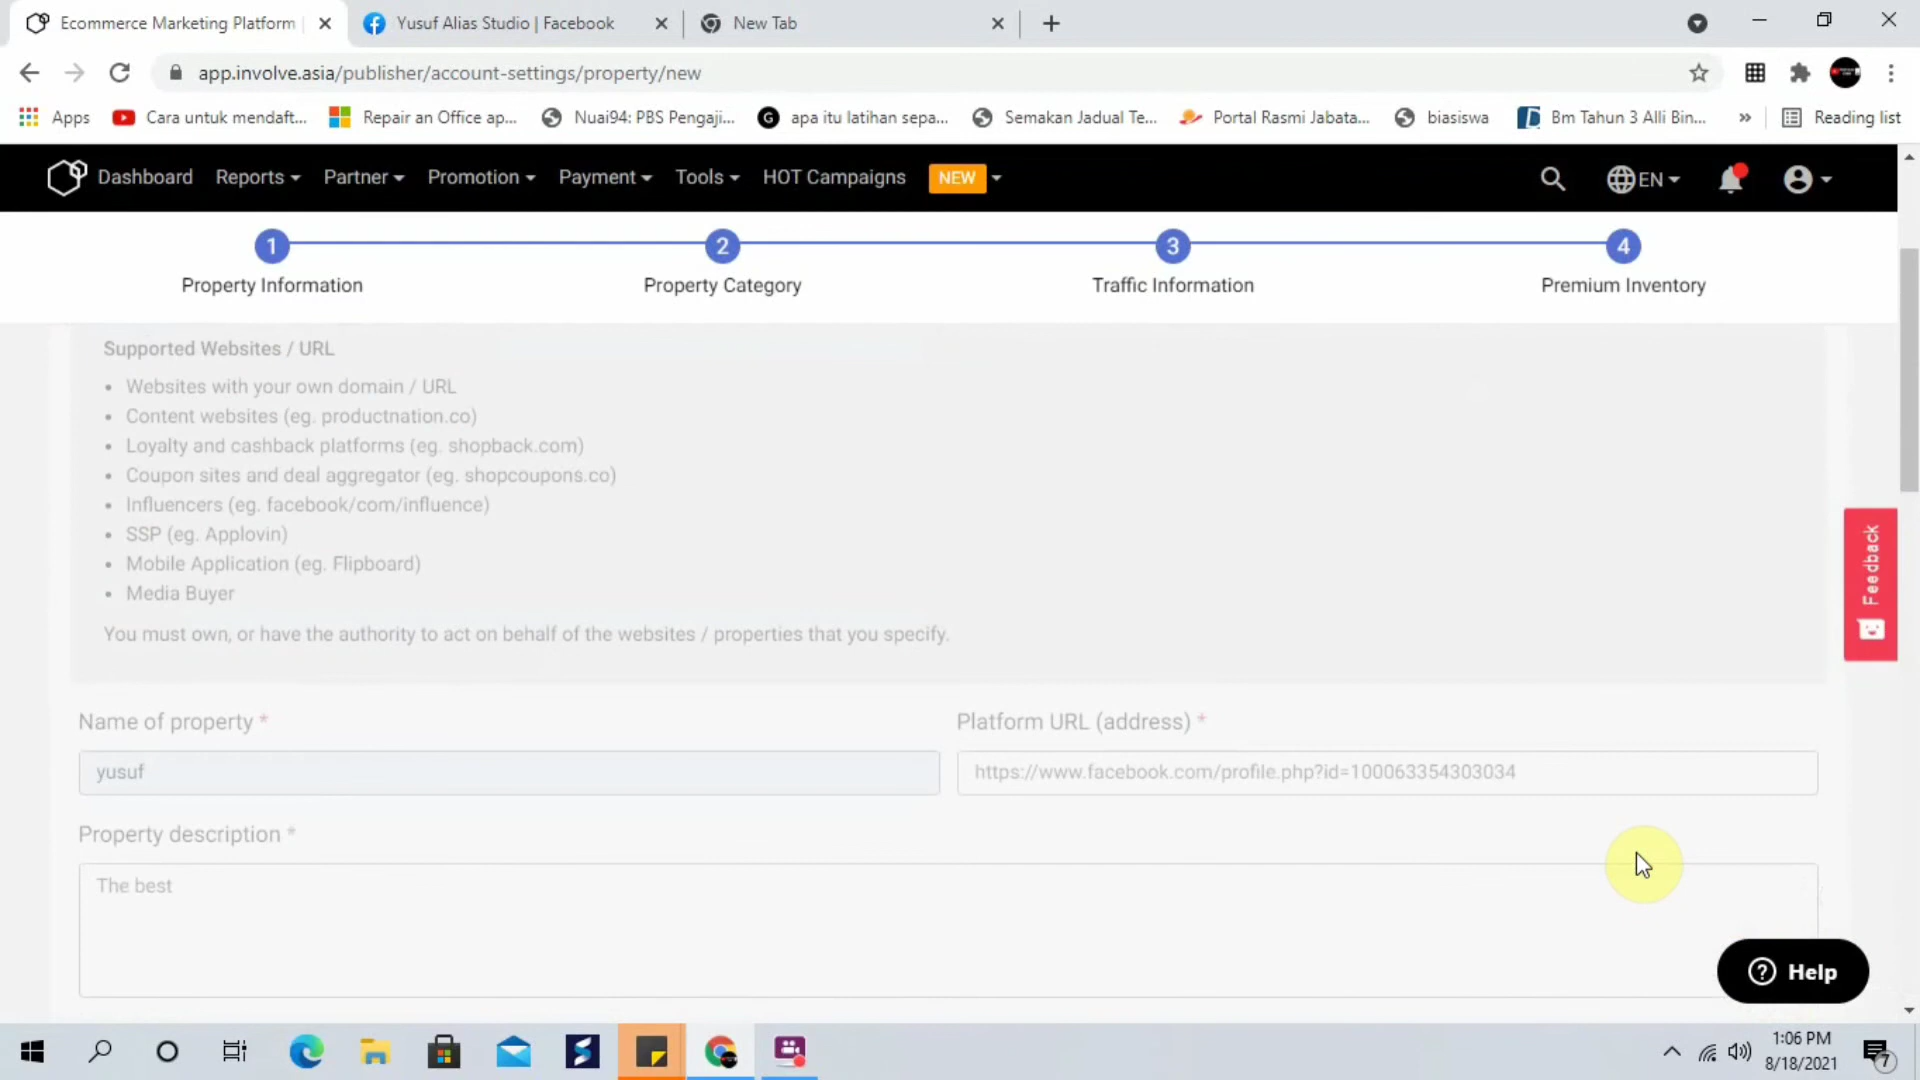 Ecommerce Marketing Platform
Yusuf Alias Studio | Facebook
New Tab
app.involve.asia/publisher/account-settings/property/new
Apps
Cara untuk mendaft...
Repair an Office ap...
Nuai94: PBS Pengaji...
apa itu latihan sepa...
Semakan Jadual Te...
Portal Rasmi Jabata...
biasiswa
Bm Tahun 3 Alli Bin...
»
Reading list
Dashboard
Reports
Partner
Promotion
Payment
Tools
HOT Campaigns
NEW
EN
1
2
3
4
Property Information
Property Category
Traffic Information
Premium Inventory
Supported Websites / URL
• Websites with your own domain / URL
• Content websites (eg. productnation.co)
• Loyalty and cashback platforms (eg. shopback.com)
• Coupon sites and deal aggregator (eg. shopcoupons.co)
• Influencers (eg. facebook/com/influence)
• SSP (eg. Applovin)
• Mobile Application (eg. Flipboard)
• Media Buyer
You must own, or have the authority to act on behalf of the websites / properties that you specify.
Feedback
Name of property *
Platform URL (address) *
yusuf
https://www.facebook.com/profile.php?id=100063354303034
Property description *
The best
Help
1:06 PM
8/18/2021
7